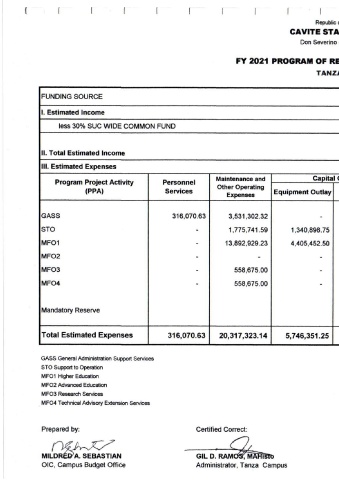 Republic
CAVITE STA
Don Severino
FY 2021 PROGRAM OF RE
TANZA
FUNDING SOURCE
I. Estimated Income
less 30% SUC WIDE COMMON FUND
II. Total Estimated Income
III. Estimated Expenses
Program Project Activity (PPA) Personnel Services Maintenance and Other Operating Expenses Capital
Equipment Outlay
GASS 316,070.63 3,531,302.32 -
STO - 1,775,741.59 1,340,898.75
MFO1 - 13,892,929.23 4,405,452.50
MFO2 - - -
MFO3 - 558,675.00 -
MFO4 - 558,675.00 -
Mandatory Reserve
Total Estimated Expenses 316,070.63 20,317,323.14 5,746,351.25
GASS General Administration Support Services
STO Support to Operation
MFO1 Higher Education
MFO2 Advanced Education
MFO3 Research Services
MFO4 Technical Advisory Extension Services
Prepared by: Certified Correct:
MILDRED A. SEBASTIAN GIL D. RAMOS, MAHisto
OIC, Campus Budget Office Administrator, Tanza Campus